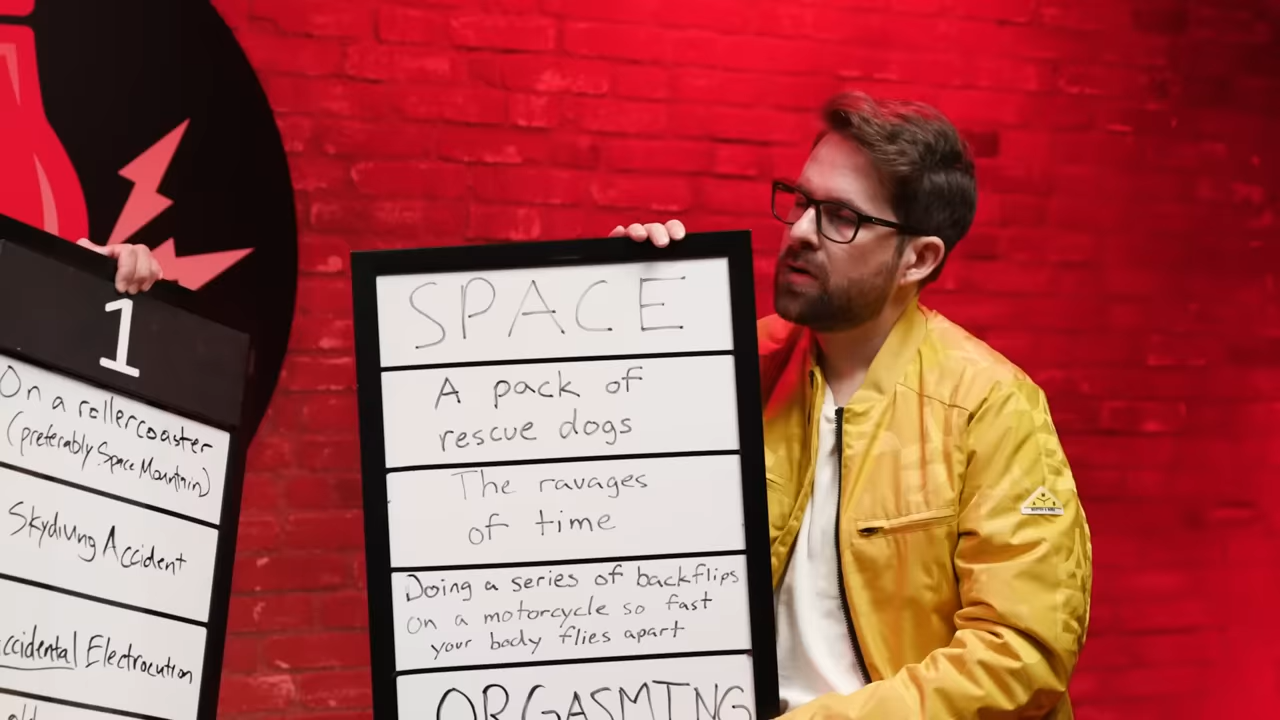 1
On a rollercoaster
(preferably Space Mountain)
Skydiving Accident
Electrocution
SPACE
A pack of
rescue dogs
The ravages
of time
Doing a series of backflips
on a motorcycle so fast
your body flies apart
ORGASMING